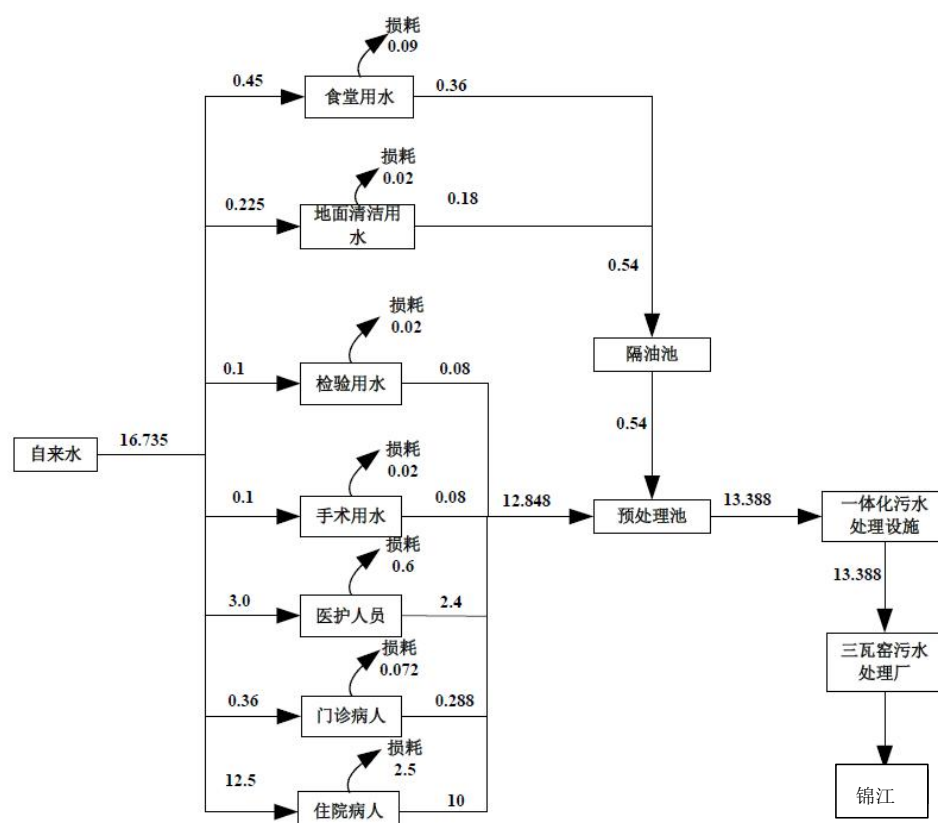 损耗
0.09
0.45
食堂用水
0.36
损耗
0.02
0.225
地面清洁用
水
0.18
0.54
损耗
0.02
0.1
检验用水
0.08
隔油池
0.54
自来水
16.735
损耗
0.02
0.1
手术用水
0.08
12.848
预处理池
13.388
一体化污水
处理设施
损耗
0.6
3.0
医护人员
2.4
13.388
三瓦窑污水
处理厂
损耗
0.072
0.36
门诊病人
0.288
损耗
2.5
12.5
住院病人
10
锦江